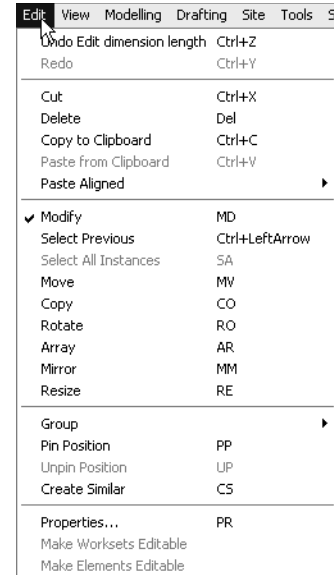 Edit View Modelling Drafting Site Tools S
Undo Edit dimension length Ctrl+Z
Redo Ctrl+Y
Cut Ctrl+X
Delete Del
Copy to Clipboard Ctrl+C
Paste from Clipboard Ctrl+V
Paste Aligned
Modify MD
Select Previous Ctrl+LeftArrow
Select All Instances SA
Move MV
Copy CO
Rotate RO
Array AR
Mirror MM
Resize RE
Group
Pin Position PP
Unpin Position UP
Create Similar CS
Properties... PR
Make Worksets Editable
Make Elements Editable